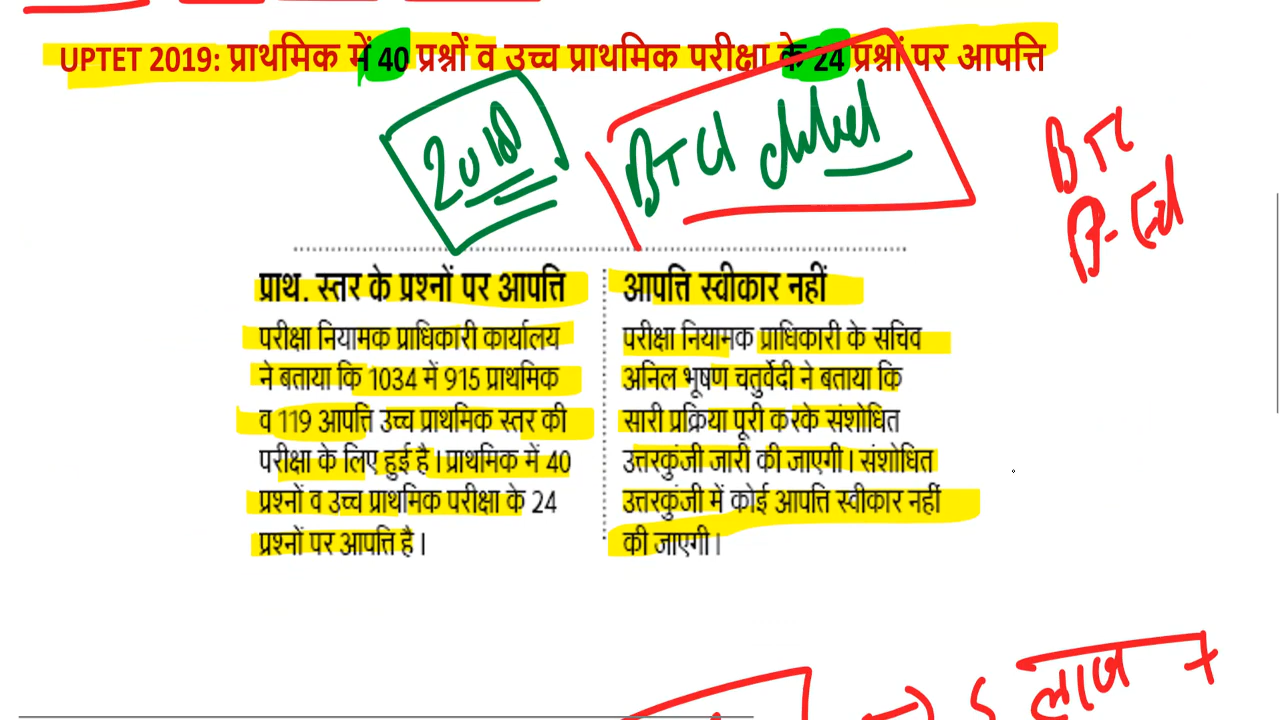 UPTET 2019: प्राथमिक में 40 प्रश्नों व उच्च प्राथमिक परीक्षा के 24 प्रश्नों पर आपत्ति
2018
BTC
BTC
B-Ed
प्राथ. स्तर के प्रश्नों पर आपत्ति
परीक्षा नियामक प्राधिकारी कार्यालय
ने बताया कि 1034 में 915 प्राथमिक
व 119 आपत्ति उच्च प्राथमिक स्तर की
परीक्षा के लिए हुई है। प्राथमिक में 40
प्रश्नों व उच्च प्राथमिक परीक्षा के 24
प्रश्नों पर आपत्ति है।
आपत्ति स्वीकार नहीं
परीक्षा नियामक प्राधिकारी के सचिव
अनिल भूषण चतुर्वेदी ने बताया कि
सारी प्रक्रिया पूरी करके संशोधित
उत्तरकुंजी जारी की जाएगी। संशोधित
उत्तरकुंजी में कोई आपत्ति स्वीकार नहीं
की जाएगी।
लाख +